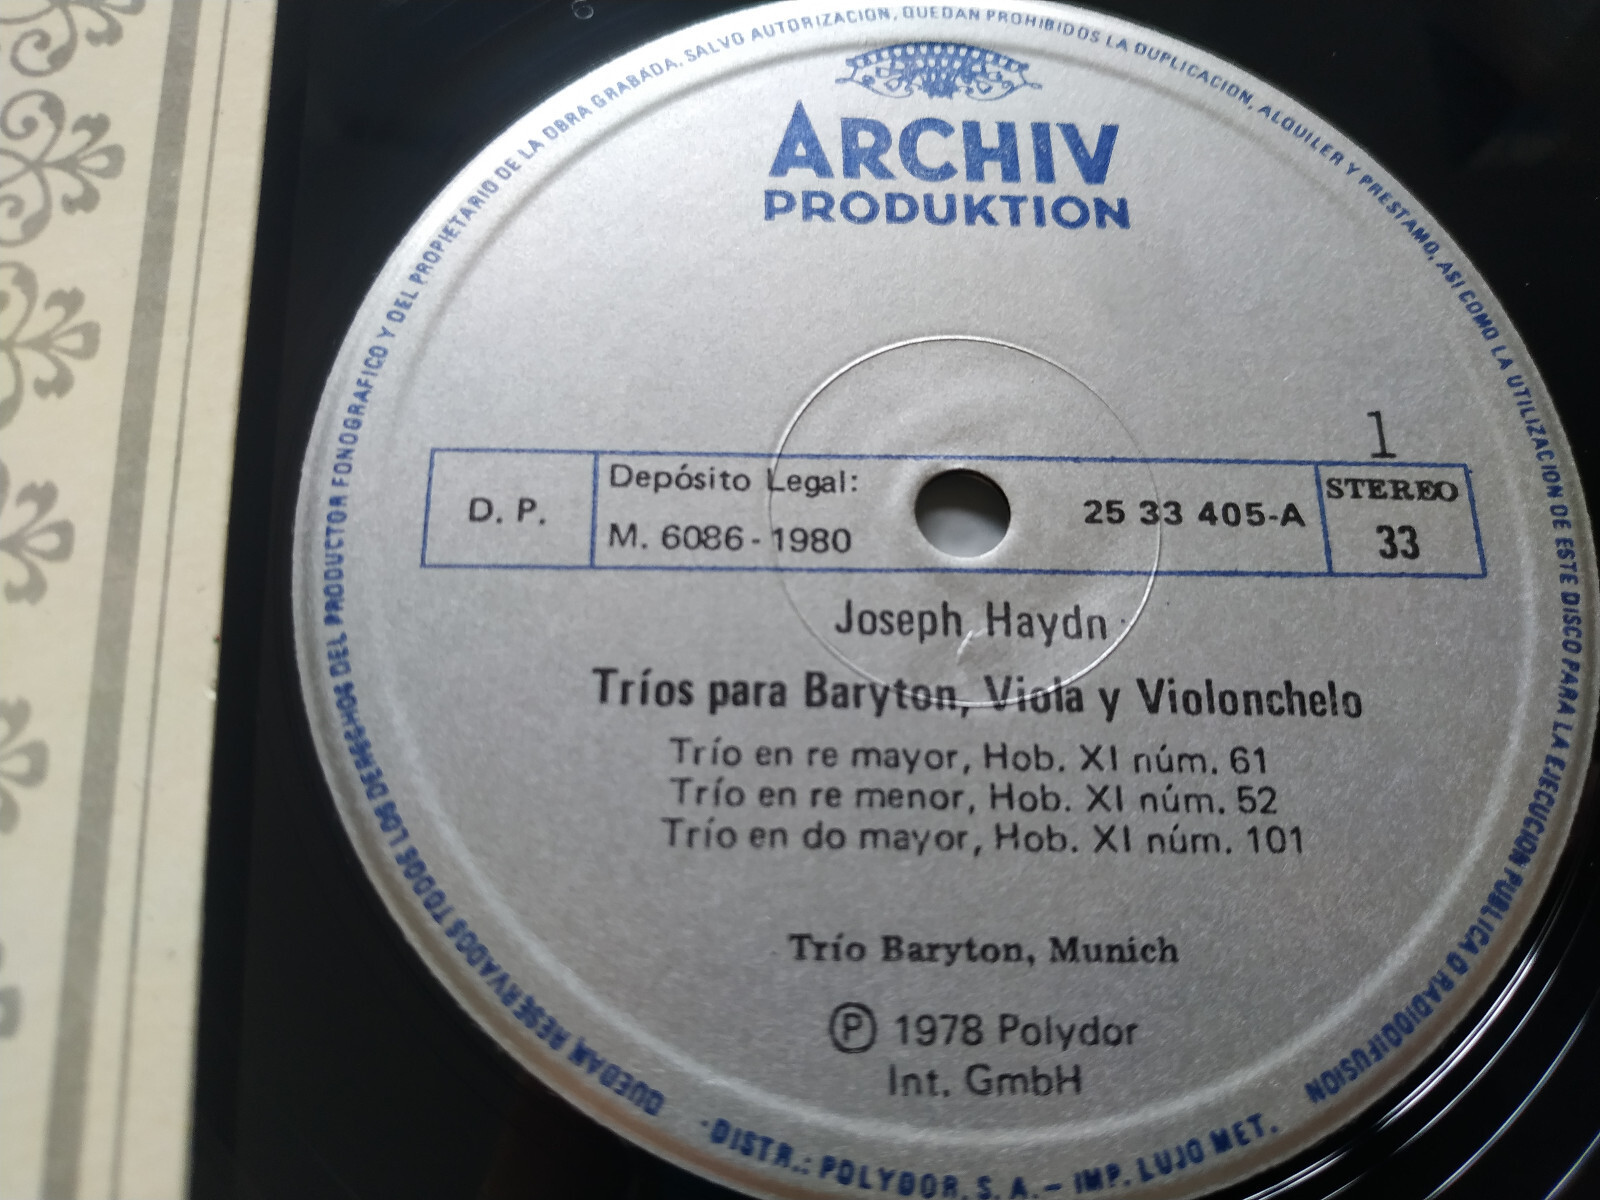 QUEDAN RESERVADOS TODOS LOS DERECHOS DEL PRODUCTOR FONOGRAFICO Y DEL PROPIETARIO DE LA OBRA GRABADA. SALVO AUTORIZACION, QUEDAN PROHIBIDOS LA DUPLICACION, ALQUILER Y PRESTAMO, ASI COMO LA UTILIZACION DE ESTE DISCO PARA LA EJECUCION PUBLICA O RADIODIFUSION
ARCHIV
PRODUKTION
1
D. P.
Depósito Legal:
M. 6086 - 1980
25 33 405-A
STEREO
33
Joseph Haydn
Tríos para Baryton, Viola y Violonchelo
Trío en re mayor, Hob. XI núm. 61
Trío en re menor, Hob. XI núm. 52
Trío en do mayor, Hob. XI núm. 101
Trío Baryton, Munich
Ⓟ 1978 Polydor
Int. GmbH
· DISTR.: POLYDOR, S. A. – IMP. LUJO MET.